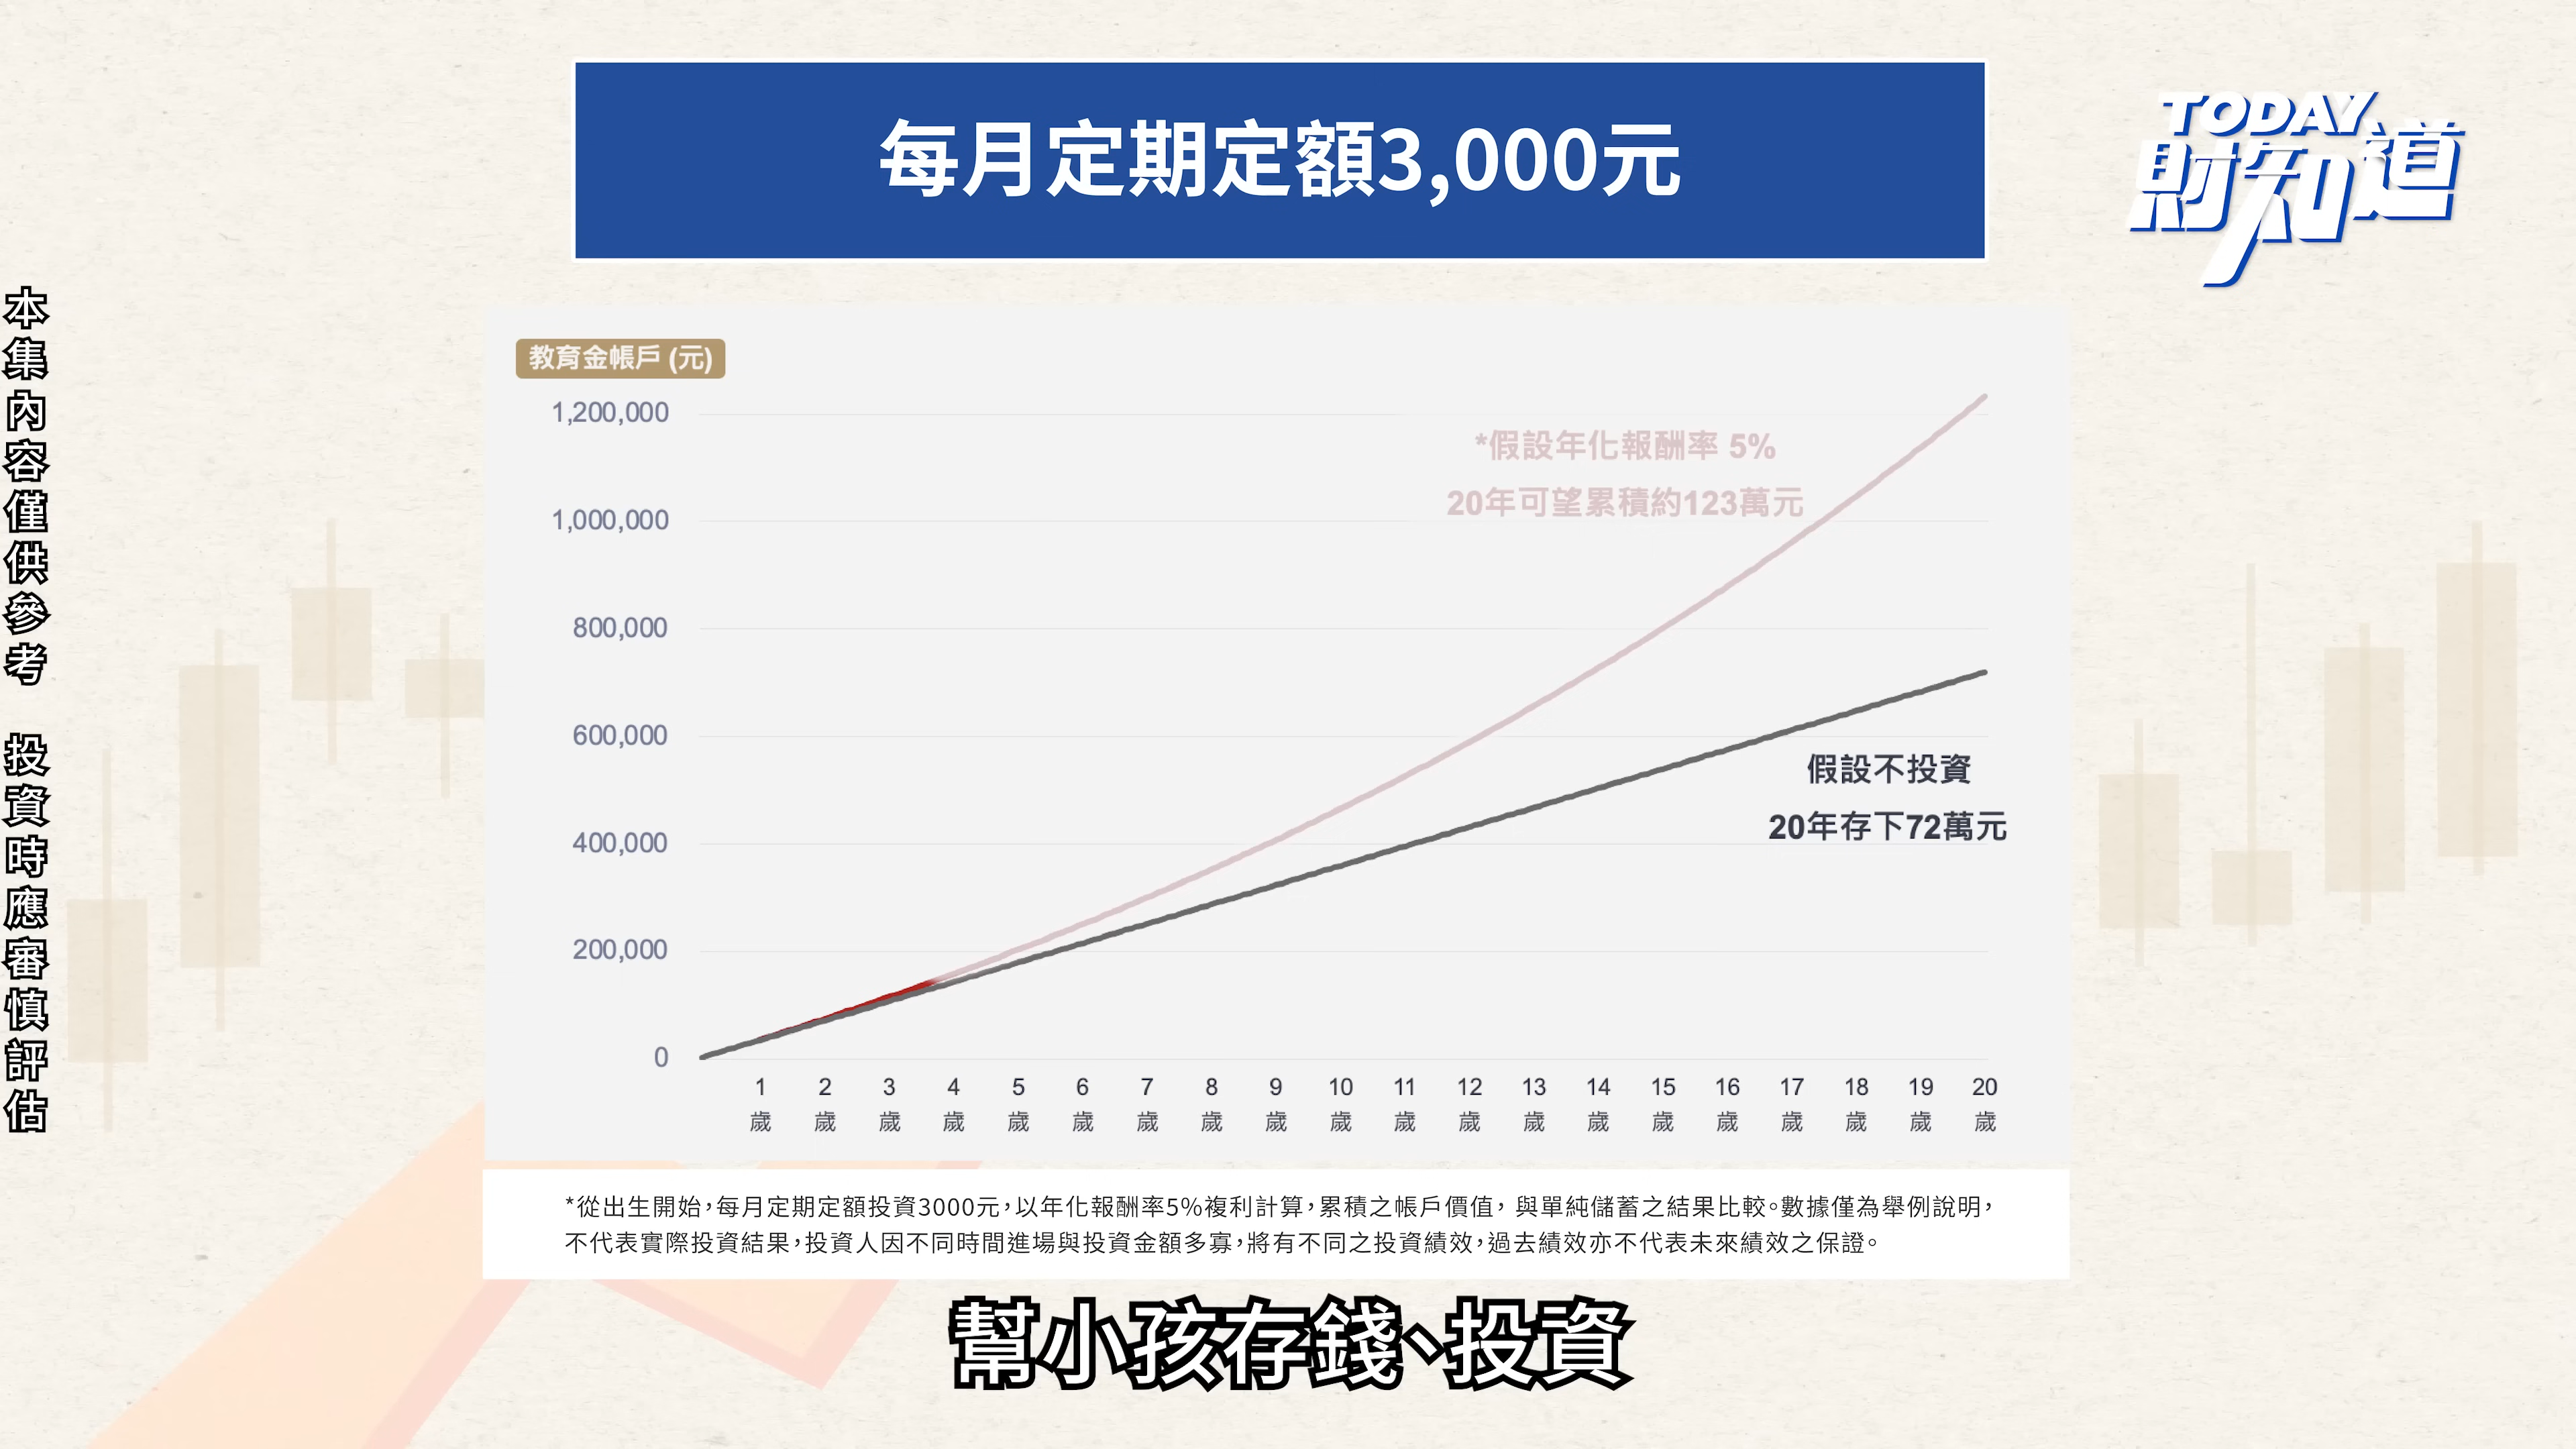 每月定期定額3,000元
TODAY
財知道
本集內容僅供參考 投資時應審慎評估
教育金帳戶 (元)
1,200,000
1,000,000
800,000
600,000
400,000
200,000
0
*假設年化報酬率 5%
20年可望累積約123萬元
假設不投資
20年存下72萬元
1 2 3 4 5 6 7 8 9 10 11 12 13 14 15 16 17 18 19 20
歲 歲 歲 歲 歲 歲 歲 歲 歲 歲 歲 歲 歲 歲 歲 歲 歲 歲 歲 歲
*從出生開始,每月定期定額投資3000元,以年化報酬率5%複利計算,累積之帳戶價值, 與單純儲蓄之結果比較。數據僅為舉例說明,
不代表實際投資結果,投資人因不同時間進場與投資金額多寡,將有不同之投資績效,過去績效亦不代表未來績效之保證。
幫小孩存錢、投資